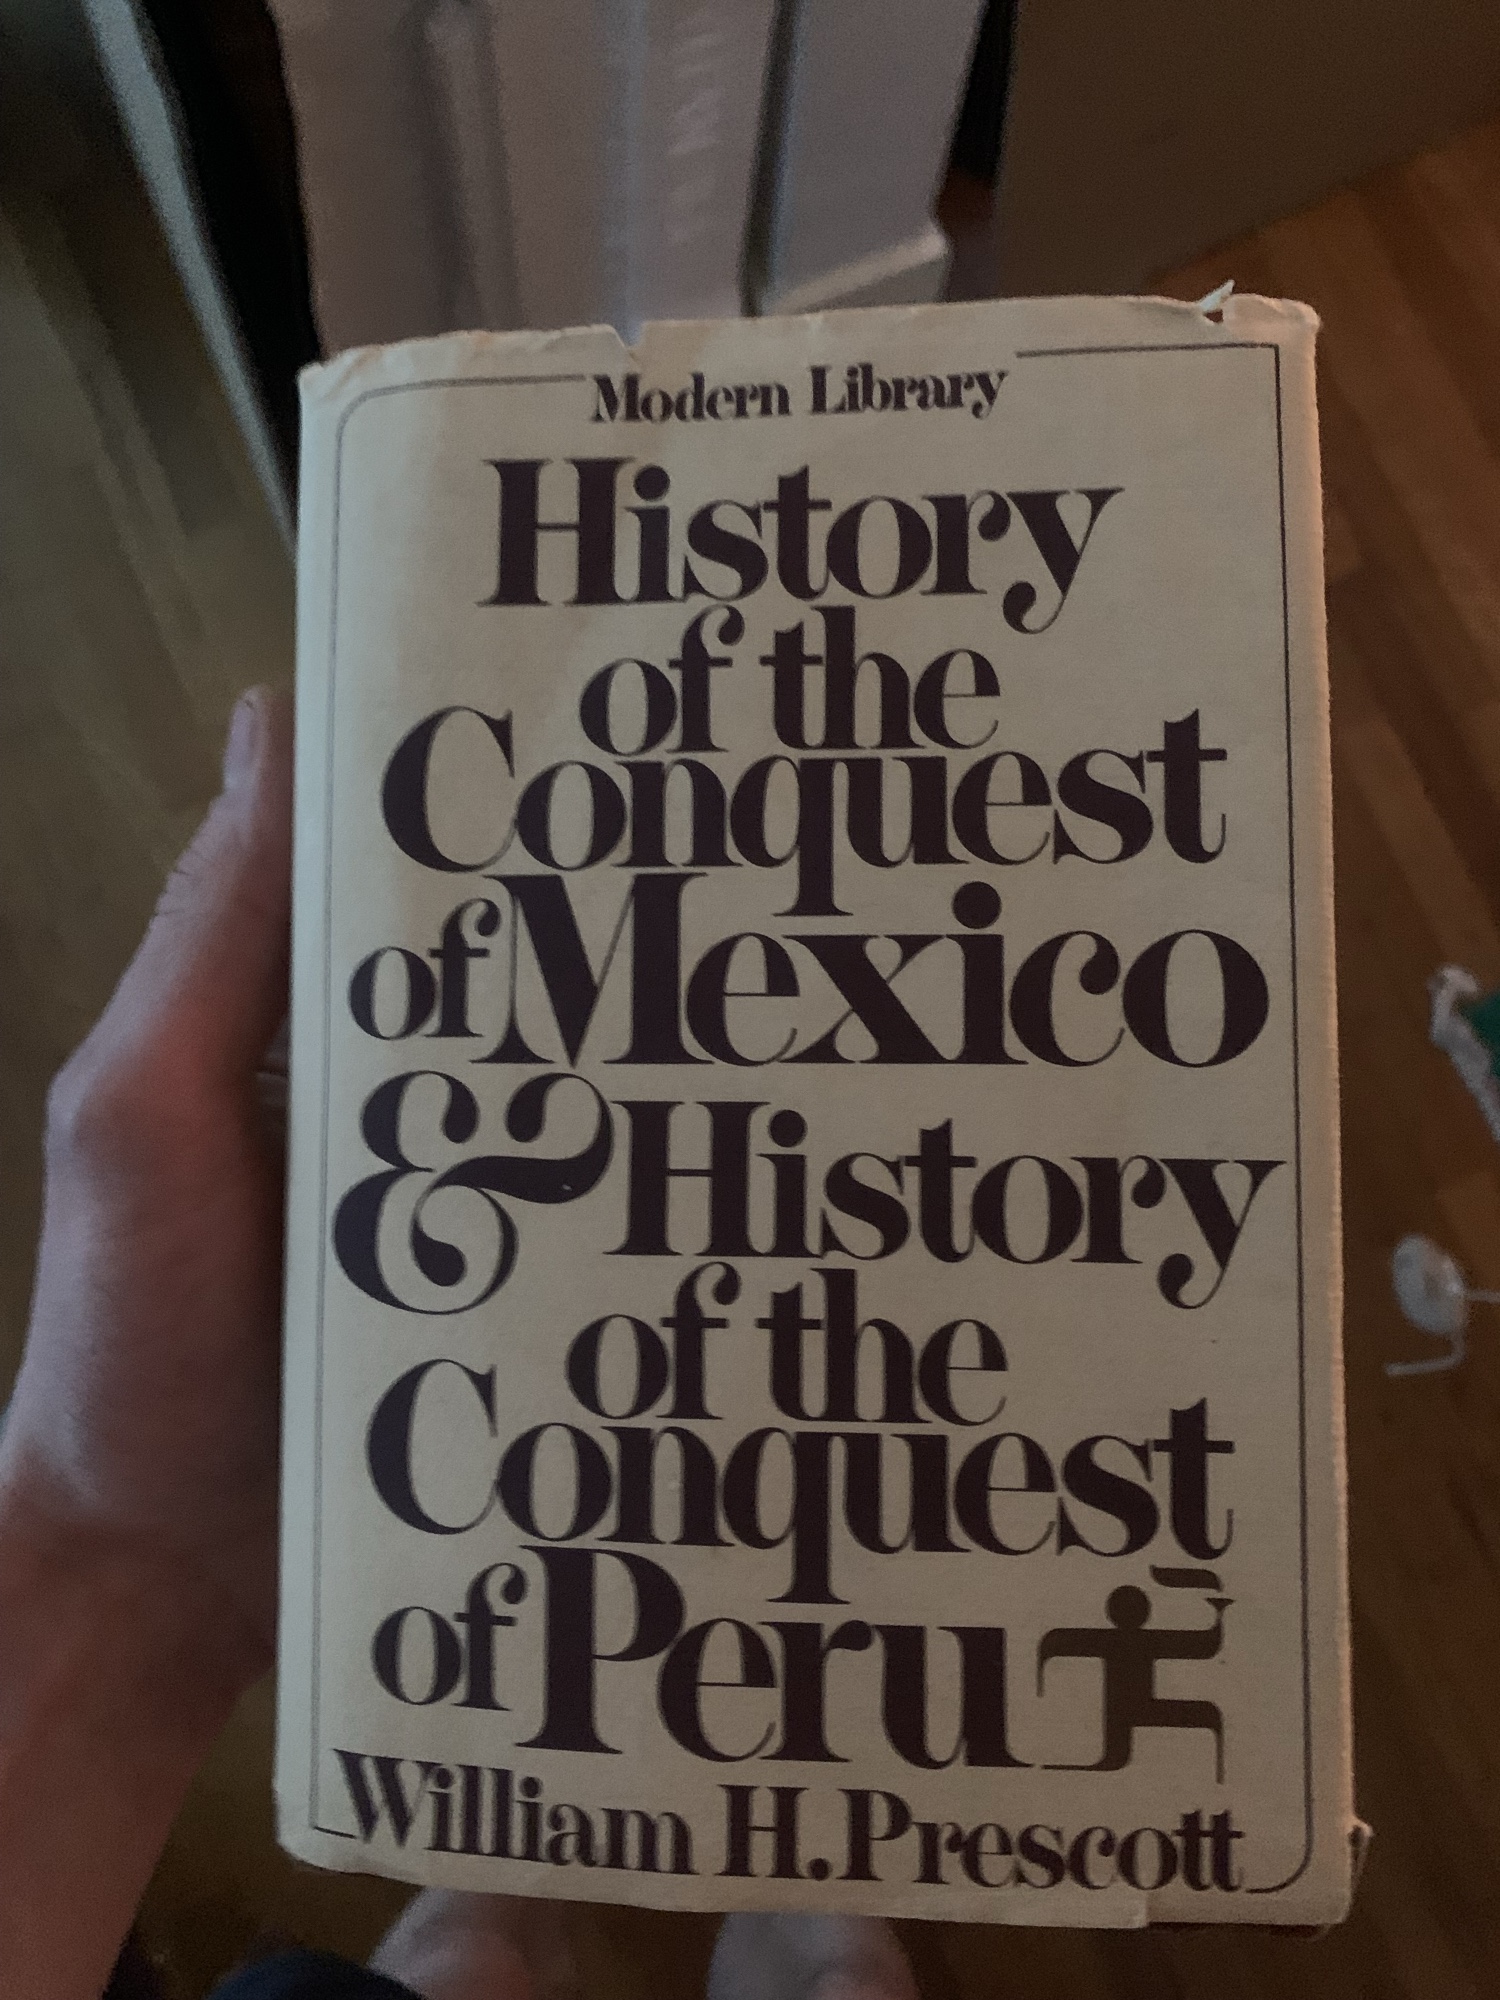 Modern Library
History
of the
Conquest
of Mexico
& History
of the
Conquest
of Peru
William H. Prescott